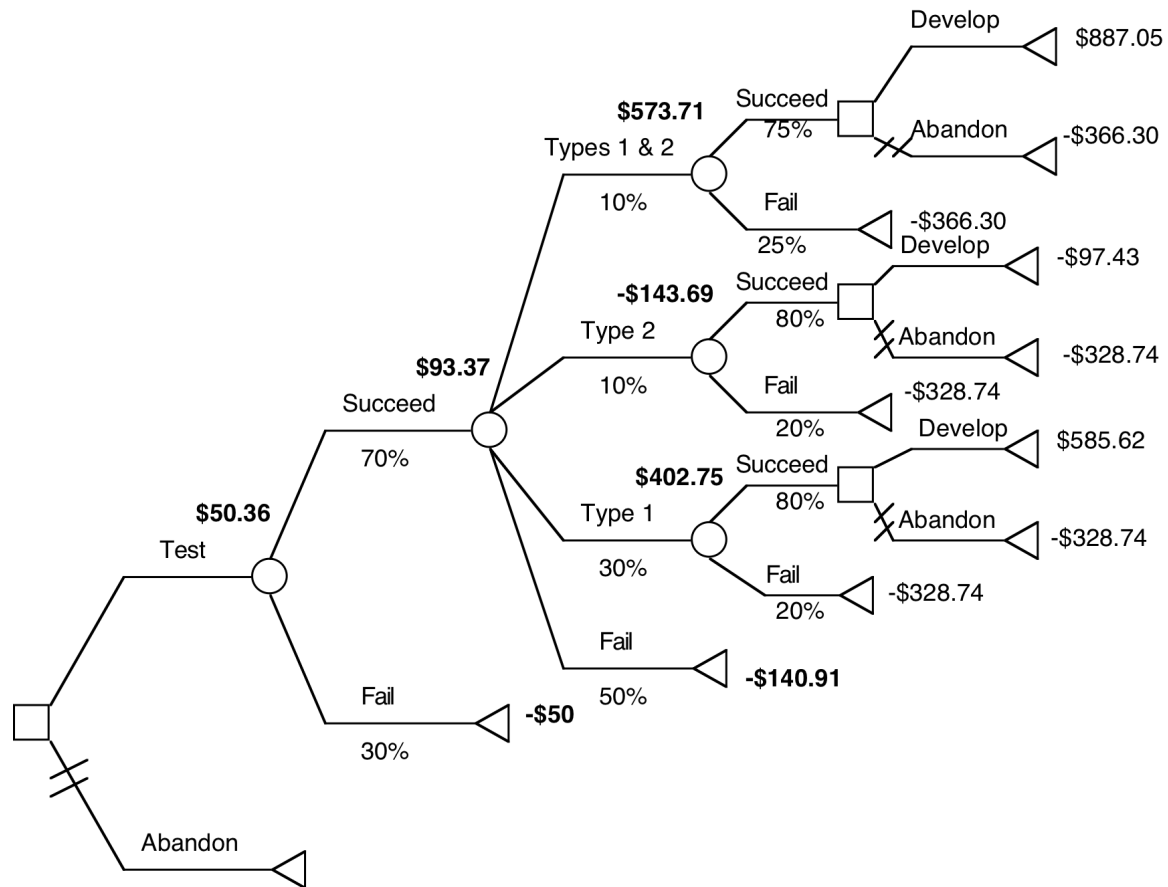 Develop
$887.05
$573.71
Succeed
75%
Abandon
-$366.30
Types 1 & 2
10%
Fail
25%
-$366.30
Develop
-$97.43
-$143.69
Succeed
80%
Type 2
10%
Abandon
-$328.74
Fail
20%
-$328.74
$93.37
Succeed
70%
Develop
$585.62
$402.75
Succeed
80%
Type 1
30%
Abandon
-$328.74
Fail
20%
-$328.74
$50.36
Test
Fail
50%
-$140.91
Fail
30%
-$50
Abandon